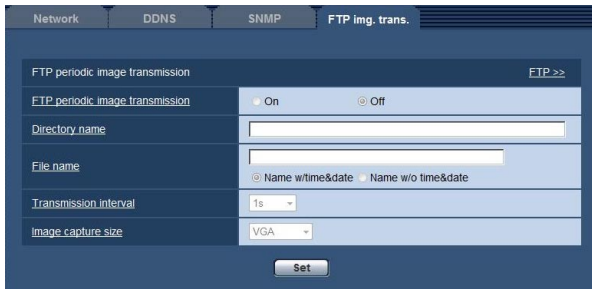 Network DDNS SNMP FTP img. trans.
FTP periodic image transmission FTP >>
FTP periodic image transmission On Off
Directory name
File name
Name w/time&date Name w/o time&date
Transmission interval 1s
Image capture size VGA
Set